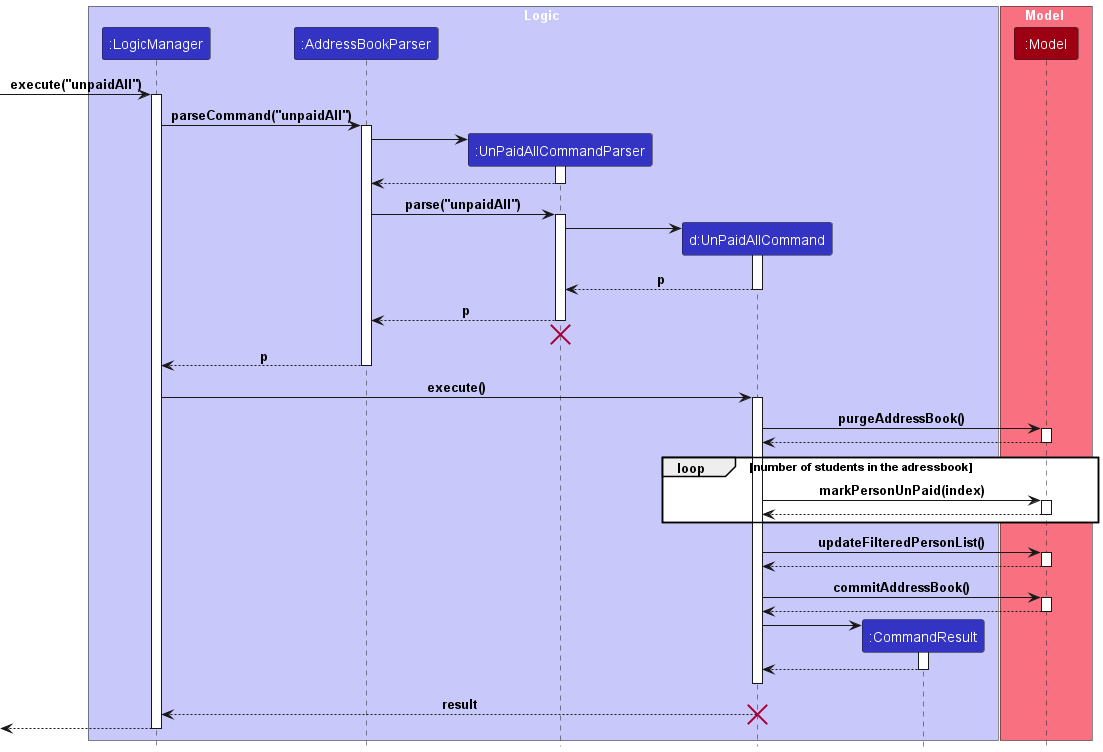 Logic
Model
:LogicManager
:AddressBookParser
:Model
execute("unpaidAll")
parseCommand("unpaidAll")
:UnPaidAllCommandParser
parse("unpaidAll")
d:UnPaidAllCommand
p
p
p
execute()
purgeAddressBook()
loop
[number of students in the adressbook]
markPersonUnPaid(index)
updateFilteredPersonList()
commitAddressBook()
:CommandResult
result